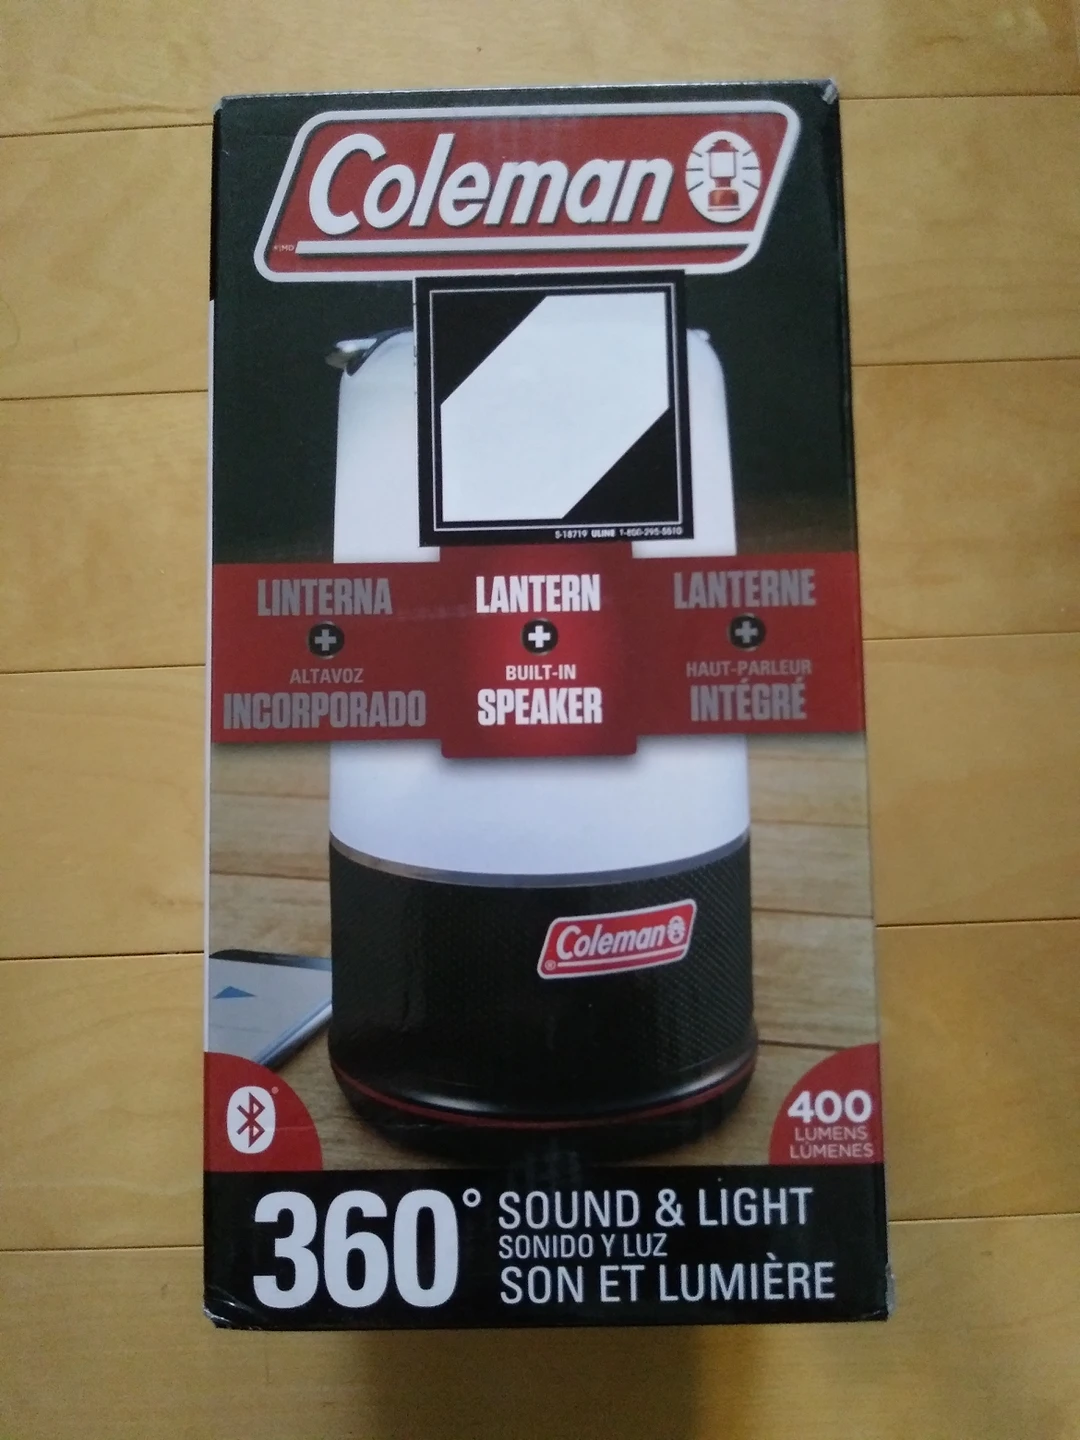 Coleman
®|MD
S-18719 ULINE 1-800-295-5510
LINTERNA
+
ALTAVOZ
INCORPORADO
LANTERN
+
BUILT-IN
SPEAKER
LANTERNE
+
HAUT-PARLEUR
INTÉGRÉ
Coleman
®
400
LUMENS
LÚMENES
360°
SOUND & LIGHT
SONIDO Y LUZ
SON ET LUMIÈRE